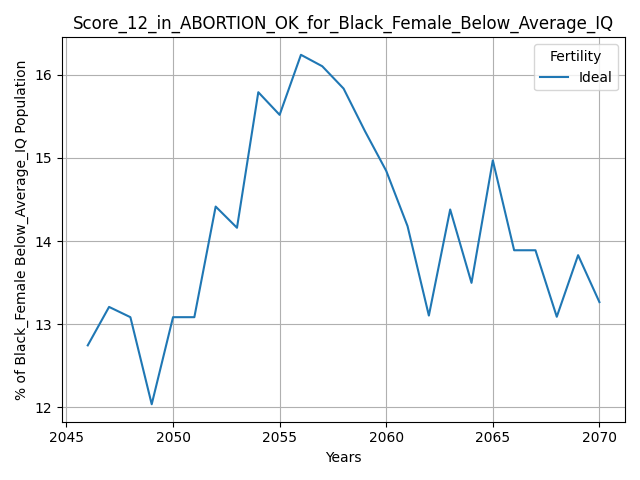 Score_12_in_ABORTION_OK_for_Black_Female_Below_Average_IQ
% of Black_Female Below_Average_IQ Population
16
15
14
13
12
Fertility
Ideal
2045 2050 2055 2060 2065 2070
Years